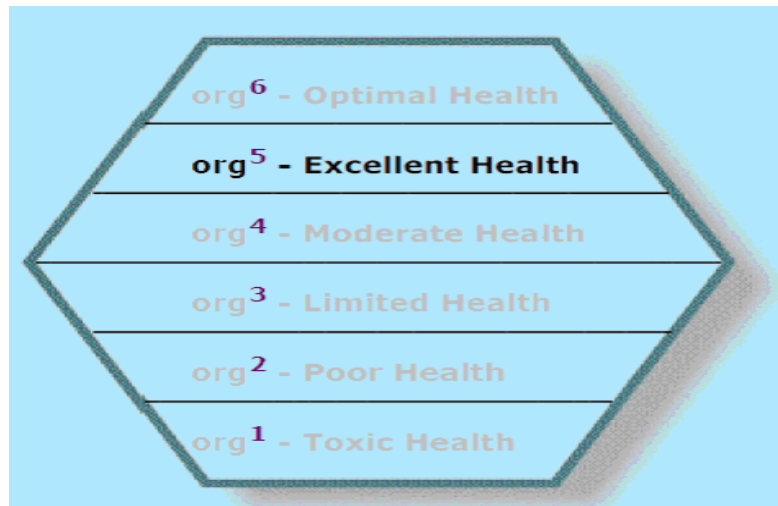 org⁶ - Optimal Health
org⁵ - Excellent Health
org⁴ - Moderate Health
org³ - Limited Health
org² - Poor Health
org¹ - Toxic Health